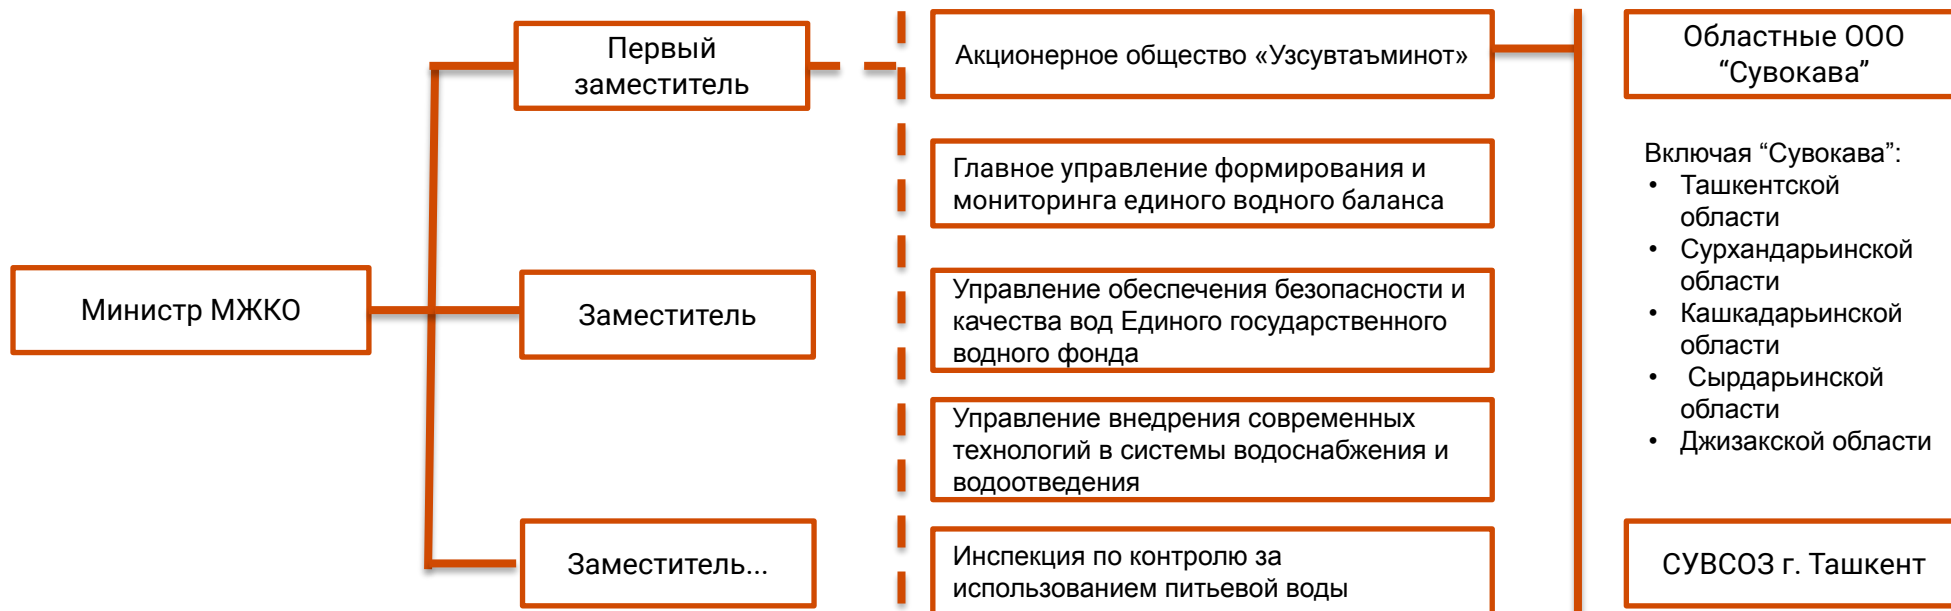 Первый
заместитель
Акционерное общество «Узсувтаъминот»
Областные ООО
“Сувокава”
Главное управление формирования и
мониторинга единого водного баланса
Включая “Сувокава”:
• Ташкентской
области
• Сурхандарьинской
области
• Кашкадарьинской
области
• Сырдарьинской
области
• Джизакской области
Министр МЖКО
Заместитель
Управление обеспечения безопасности и
качества вод Единого государственного
водного фонда
Управление внедрения современных
технологий в системы водоснабжения и
водоотведения
Заместитель...
Инспекция по контролю за
использованием питьевой воды
СУВСОЗ г. Ташкент